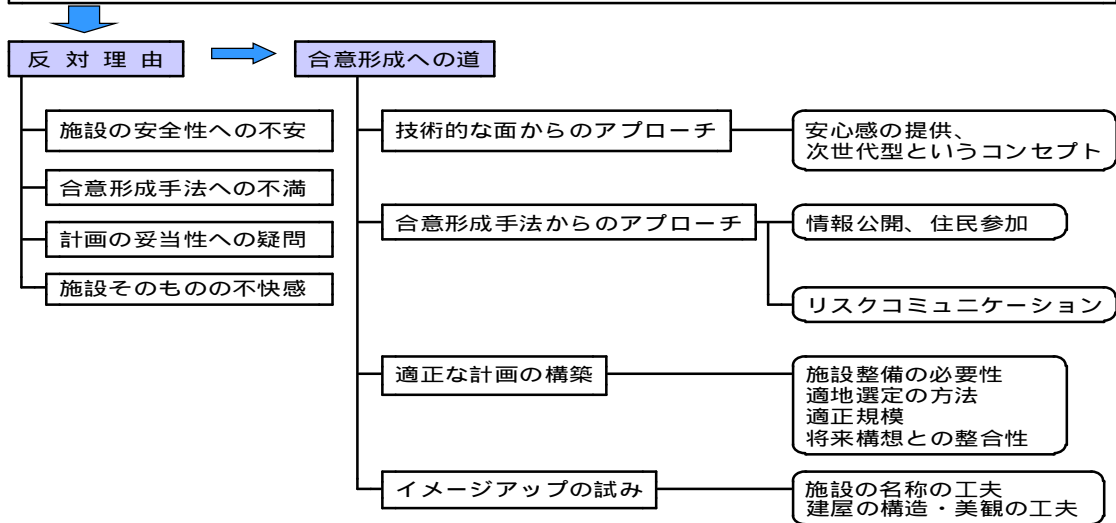 反対理由
合意形成への道
施設の安全性への不安
合意形成手法への不満
計画の妥当性への疑問
施設そのものの不快感
技術的な面からのアプローチ
安心感の提供、
次世代型というコンセプト
合意形成手法からのアプローチ
情報公開、住民参加
リスクコミュニケーション
適正な計画の構築
施設整備の必要性
適地選定の方法
適正規模
将来構想との整合性
イメージアップの試み
施設の名称の工夫
建屋の構造・美観の工夫